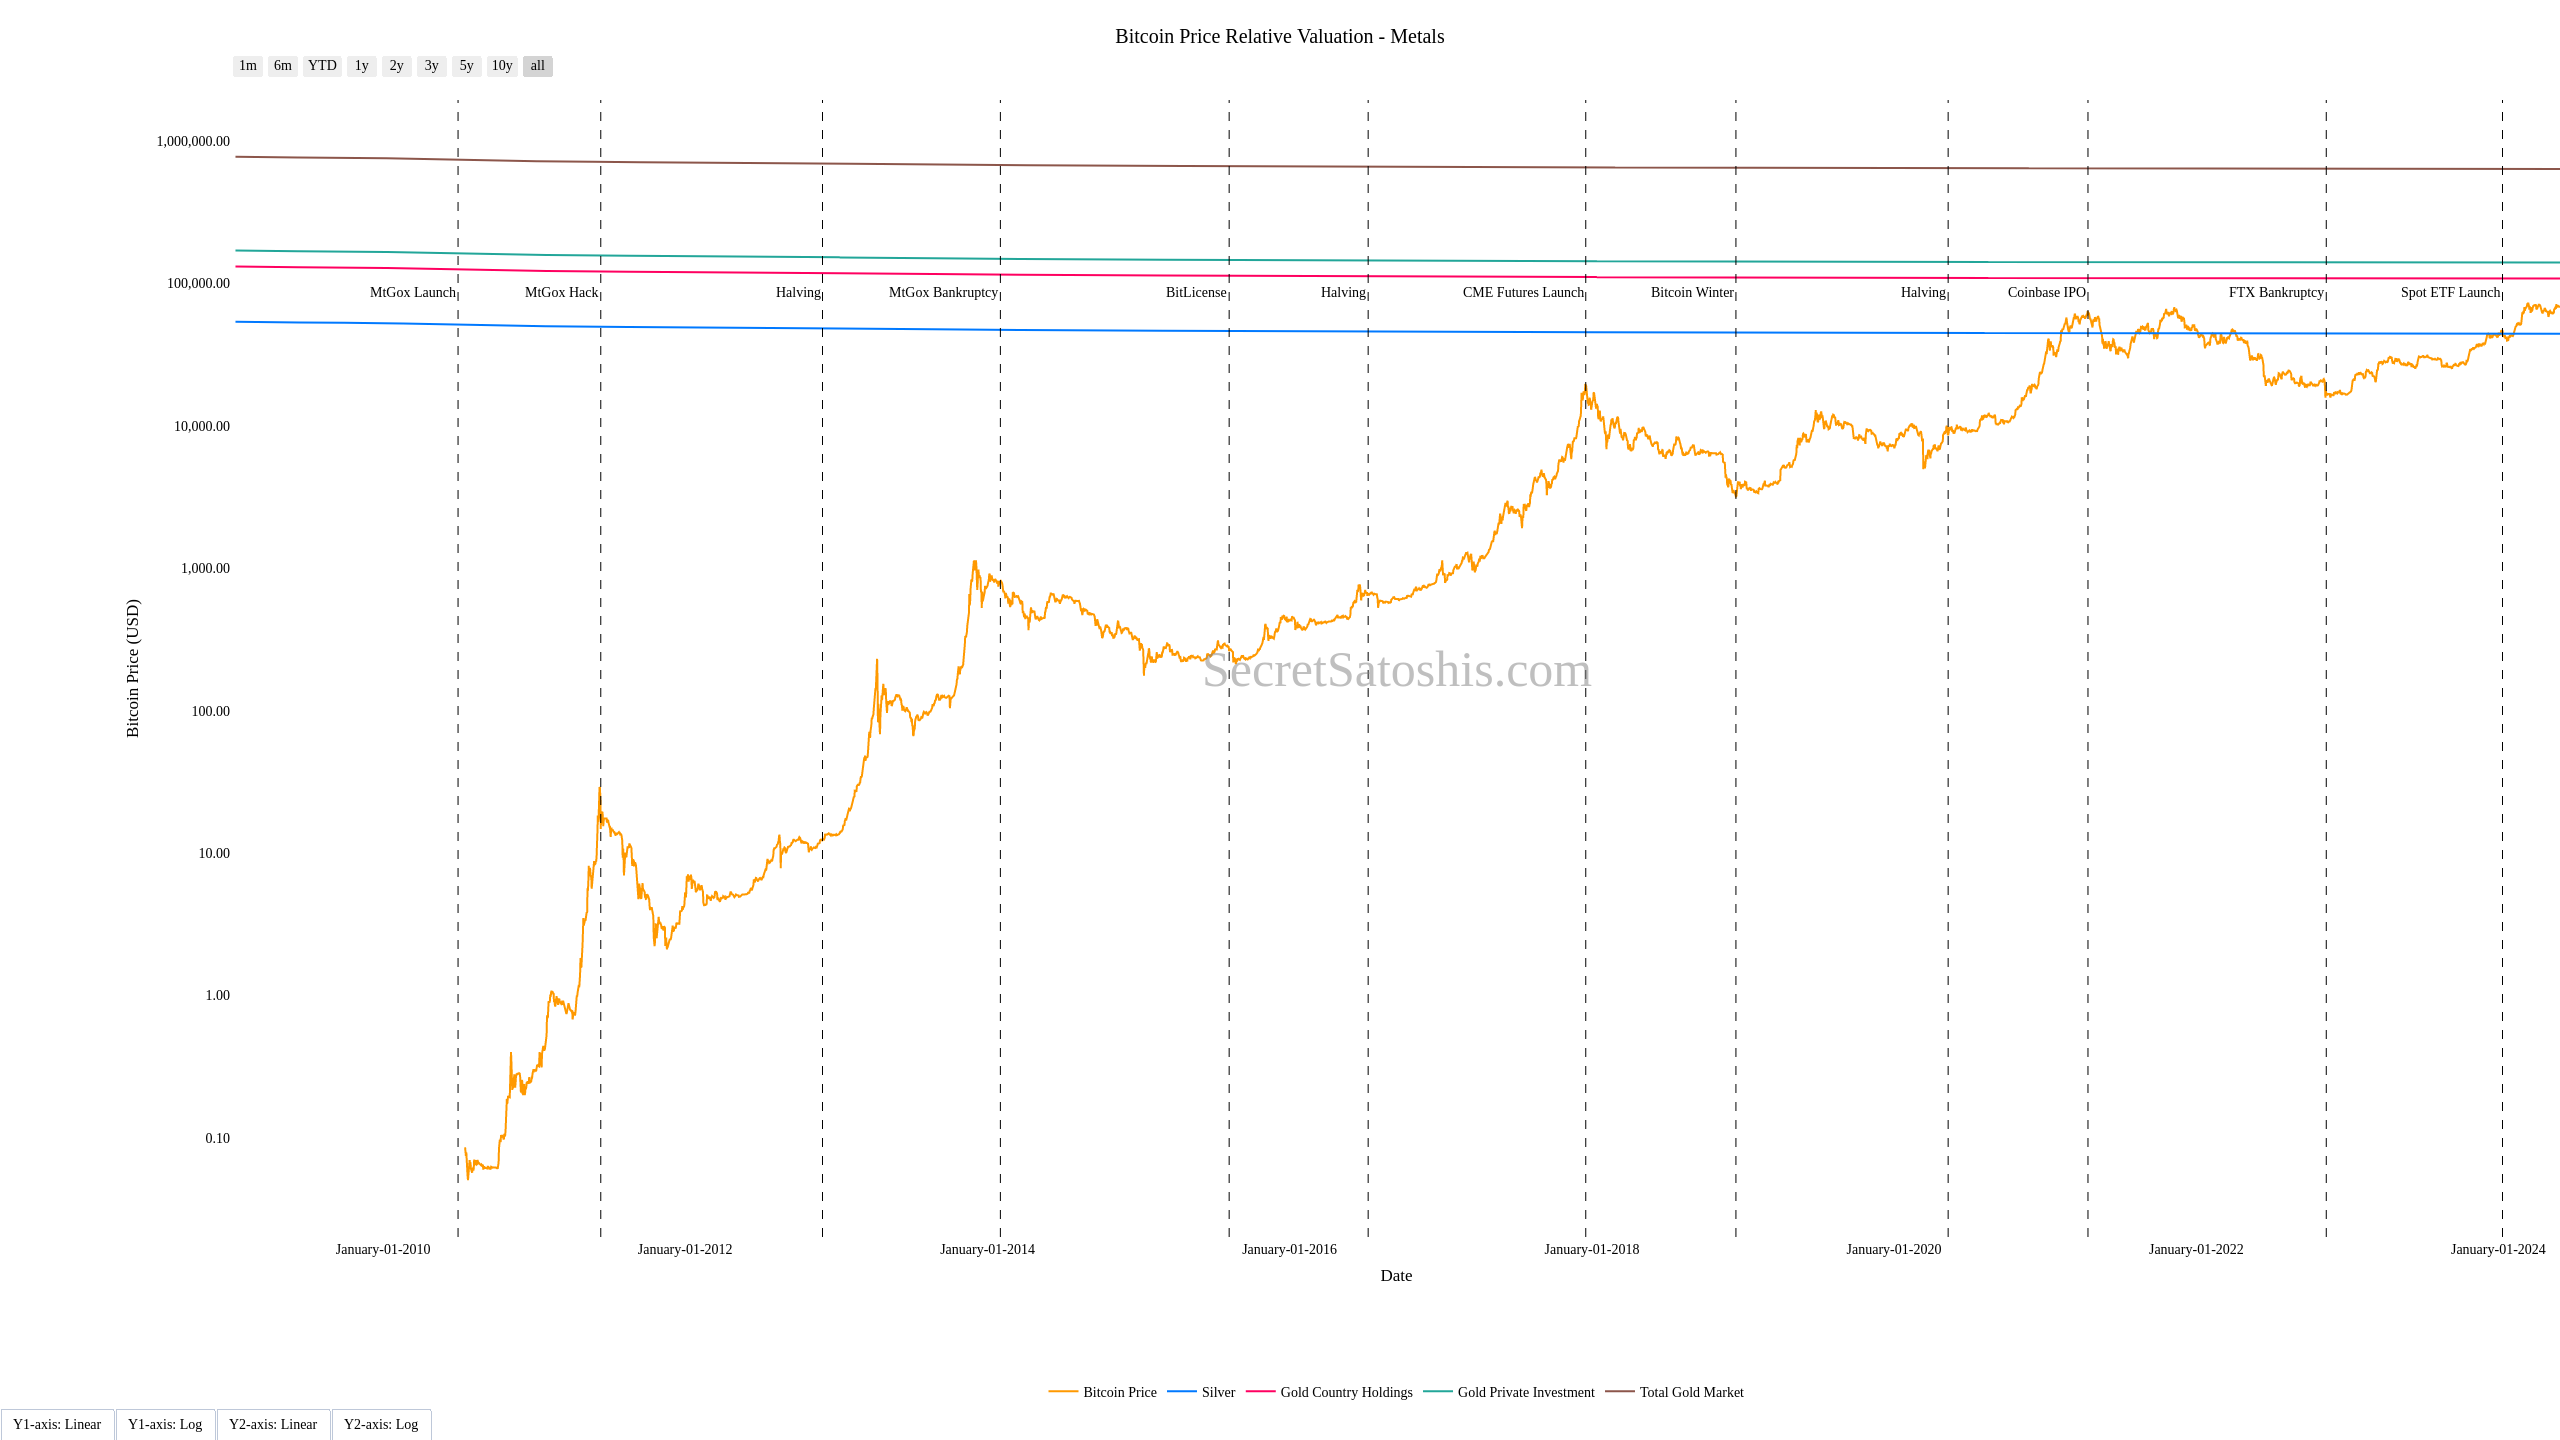 Bitcoin Price Relative Valuation - Metals
1m 6m YTD 1y 2y 3y 5y 10y all
1,000,000.00
100,000.00
MtGox Launch MtGox Hack Halving MtGox Bankruptcy BitLicense Halving CME Futures Launch Bitcoin Winter Halving Coinbase IPO FTX Bankruptcy Spot ETF Launch
10,000.00
1,000.00
Bitcoin Price (USD)
SecretSatoshis.com
100.00
10.00
1.00
0.10
January-01-2010 January-01-2012 January-01-2014 January-01-2016 January-01-2018 January-01-2020 January-01-2022 January-01-2024
Date
Bitcoin Price Silver Gold Country Holdings Gold Private Investment Total Gold Market
Y1-axis: Linear Y1-axis: Log Y2-axis: Linear Y2-axis: Log